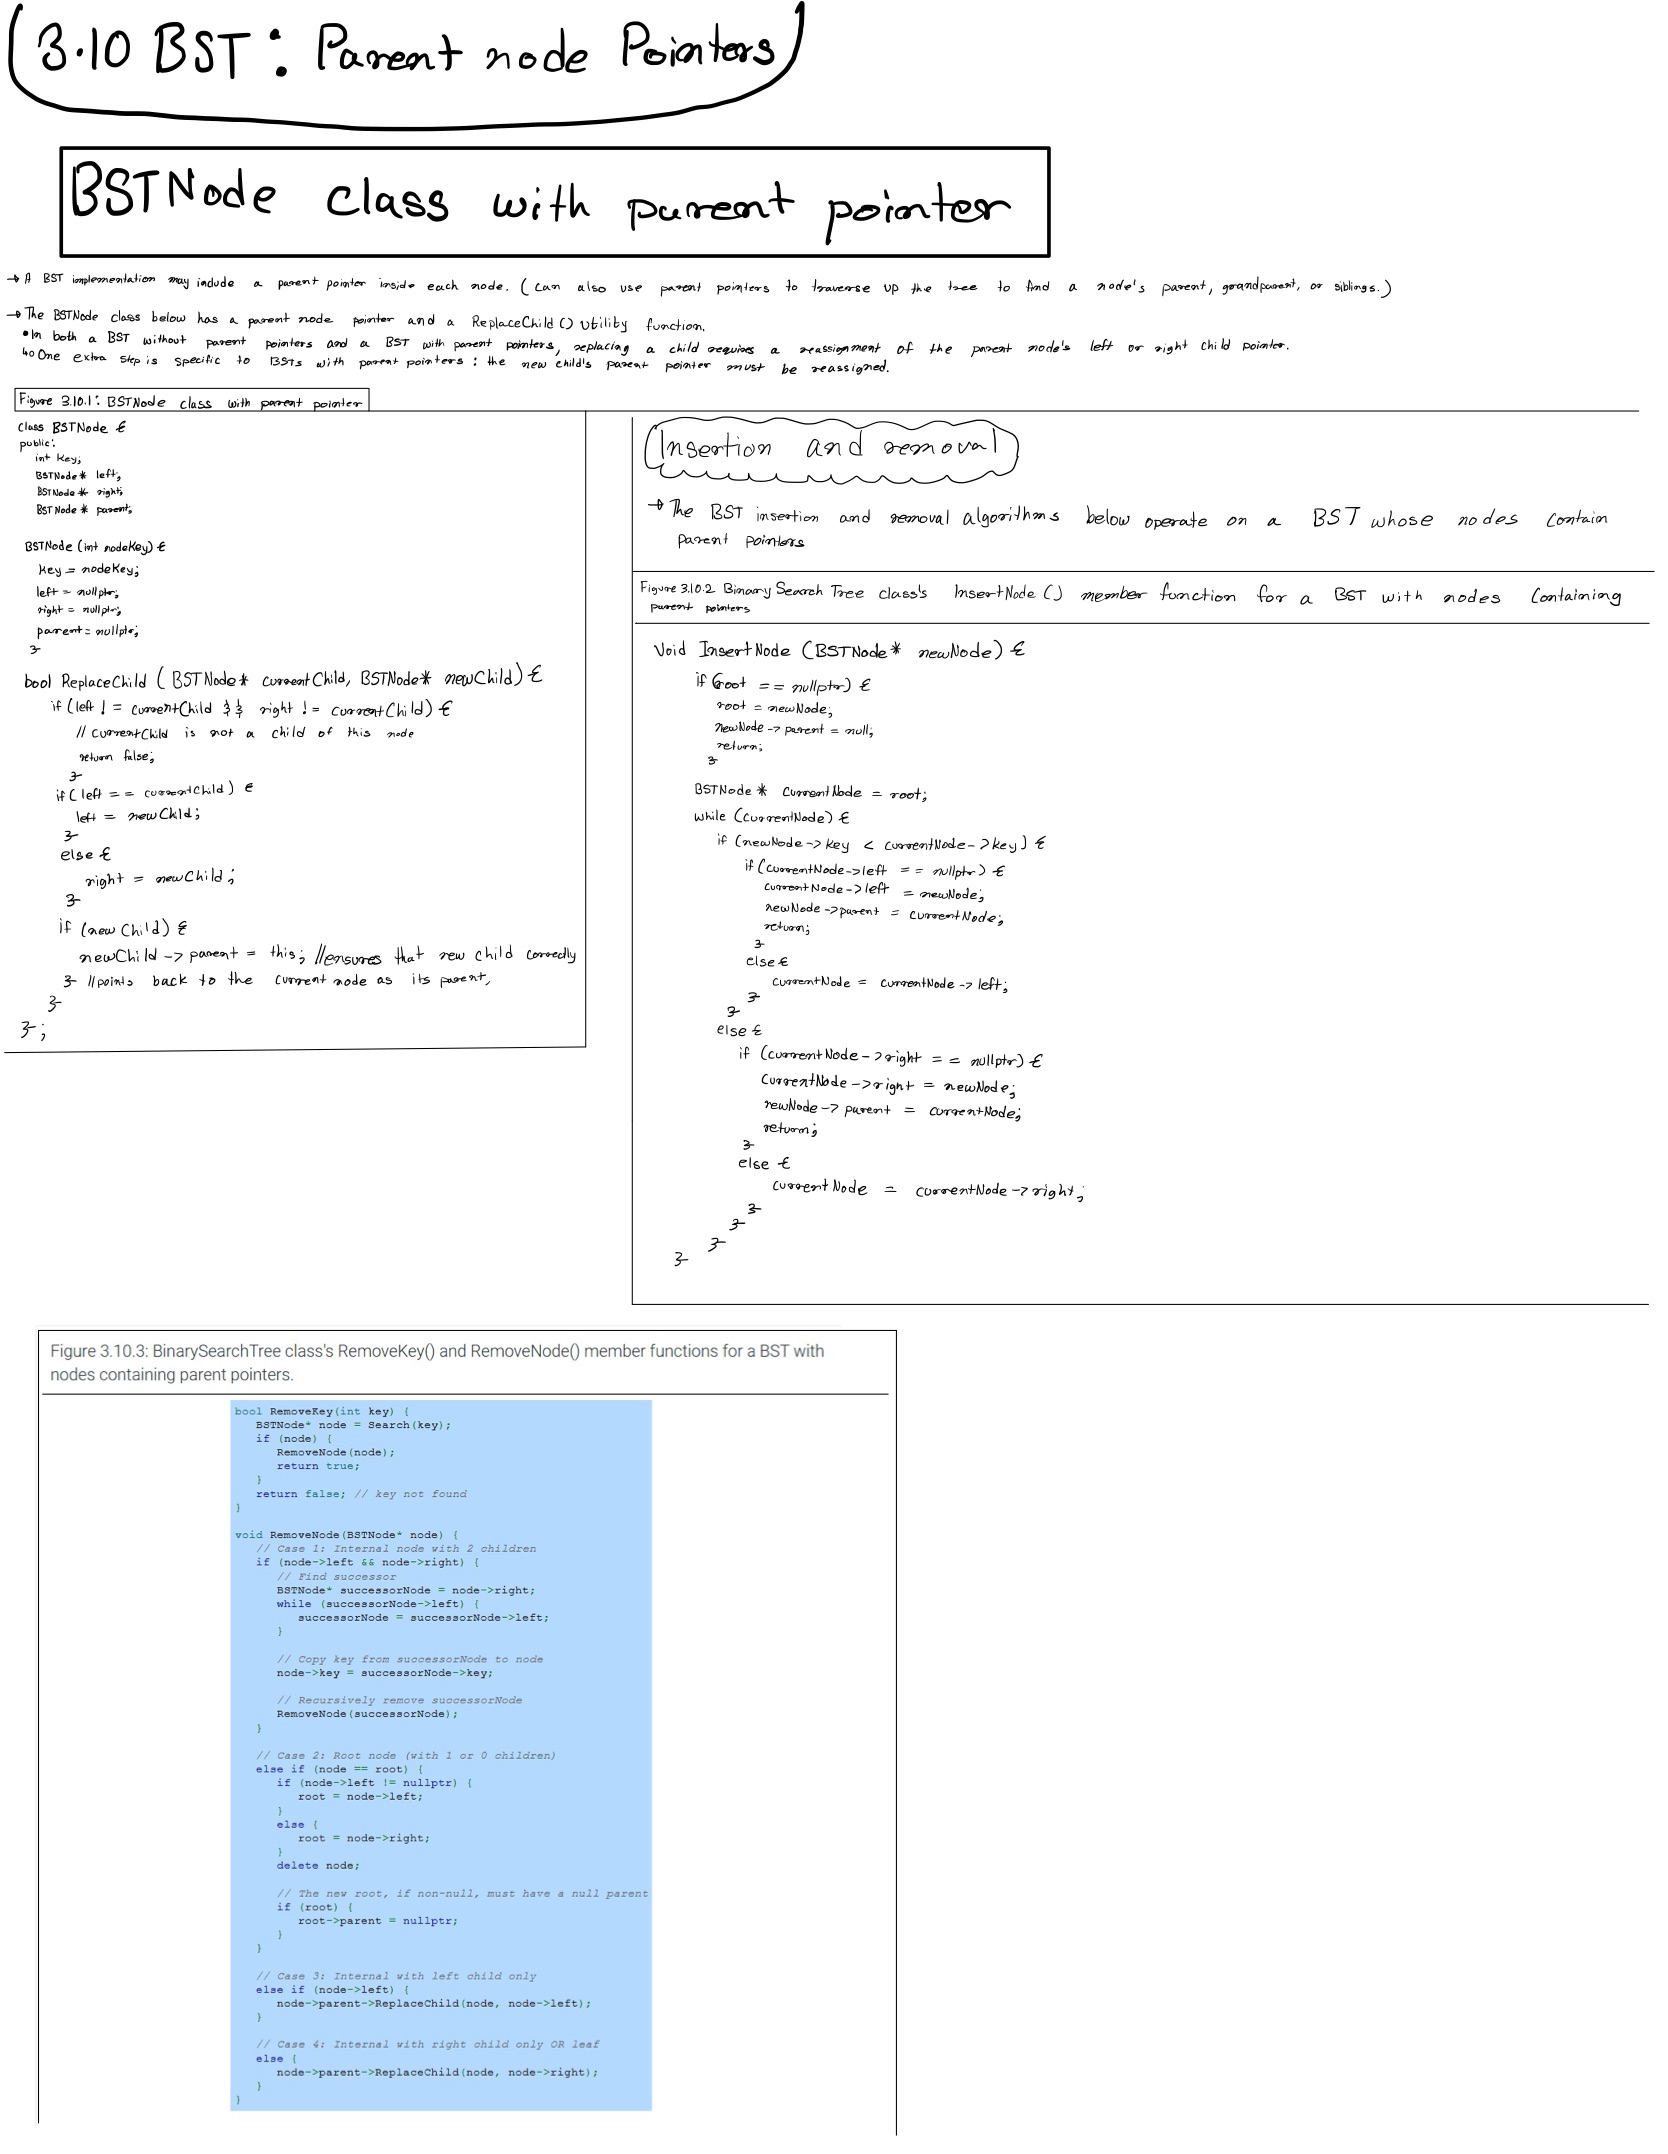 3.10 BST: Parent node Pointers
BSTNode class with parent pointer
→ A BST implementation may include a parent pointer inside each node. (can also use parent pointers to traverse up the tree to find a node's parent, grandparent, or siblings.)
→ The BSTNode class below has a parent node pointer and a ReplaceChild() utility function.
• In both a BST without parent pointers and a BST with parent pointers, replacing a child requires a reassignment of the parent node's left or right child pointer.
↳ One extra step is specific to BSTs with parent pointers: the new child's parent pointer must be reassigned.
Figure 3.10.1: BSTNode class with parent pointer
class BSTNode {
public:
int key;
BSTNode* left;
BSTNode* right;
BSTNode* parent;
BSTNode (int nodeKey) {
key = nodeKey;
left = nullptr;
right = nullptr;
parent = nullptr;
}
bool ReplaceChild (BSTNode* currentChild, BSTNode* newChild) {
if (left != currentChild && right != currentChild) {
// currentChild is not a child of this node
return false;
}
if (left == currentChild) {
left = newChild;
}
else {
right = newChild;
}
if (newChild) {
newChild -> parent = this; //ensures that new child correctly
} //points back to the current node as its parent.
}
};
Insertion and removal
→ The BST insertion and removal algorithms below operate on a BST whose nodes contain
parent pointers
Figure 3.10.2 Binary Search Tree class's InsertNode() member function for a BST with nodes containing
parent pointers
Void InsertNode (BSTNode* newNode) {
if (root == nullptr) {
root = newNode;
newNode -> parent = null;
return;
}
BSTNode* currentNode = root;
while (currentNode) {
if (newNode->key < currentNode->key) {
if (currentNode->left == nullptr) {
currentNode->left = newNode;
newNode->parent = currentNode;
return;
}
else {
currentNode = currentNode -> left;
}
}
else {
if (currentNode->right == nullptr) {
currentNode->right = newNode;
newNode-> parent = currentNode;
return;
}
else {
currentNode = currentNode->right;
}
}
}
}
Figure 3.10.3: BinarySearchTree class's RemoveKey() and RemoveNode() member functions for a BST with
nodes containing parent pointers.
bool RemoveKey(int key) {
BSTNode* node = Search(key);
if (node) {
RemoveNode(node);
return true;
}
return false; // key not found
}
void RemoveNode(BSTNode* node) {
// Case 1: Internal node with 2 children
if (node->left && node->right) {
// Find successor
BSTNode* successorNode = node->right;
while (successorNode->left) {
successorNode = successorNode->left;
}
// Copy key from successorNode to node
node->key = successorNode->key;
// Recursively remove successorNode
RemoveNode(successorNode);
}
// Case 2: Root node (with 1 or 0 children)
else if (node == root) {
if (node->left != nullptr) {
root = node->left;
}
else {
root = node->right;
}
delete node;
// The new root, if non-null, must have a null parent
if (root) {
root->parent = nullptr;
}
}
// Case 3: Internal with left child only
else if (node->left) {
node->parent->ReplaceChild(node, node->left);
}
// Case 4: Internal with right child only OR leaf
else {
node->parent->ReplaceChild(node, node->right);
}
}